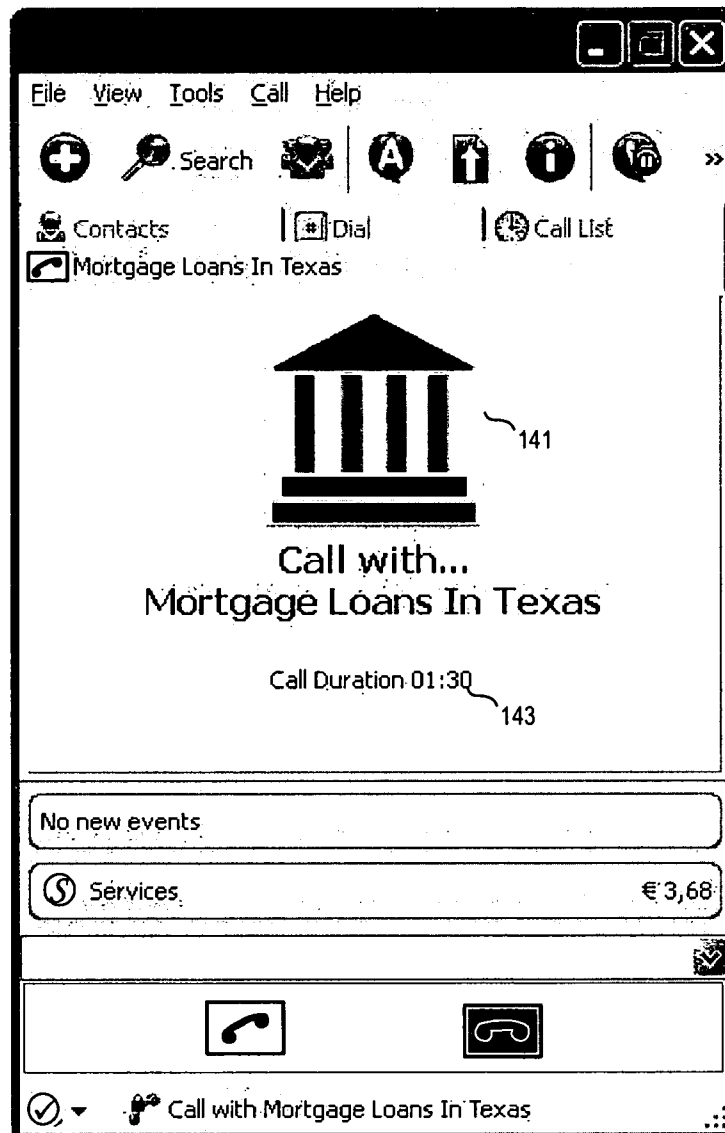 File View Tools Call Help
Search A i »
Contacts # Dial Call List
Mortgage Loans In Texas
141
Call with...
Mortgage Loans In Texas
Call Duration 01:30
143
No new events
S Services € 3,68
Call with Mortgage Loans In Texas